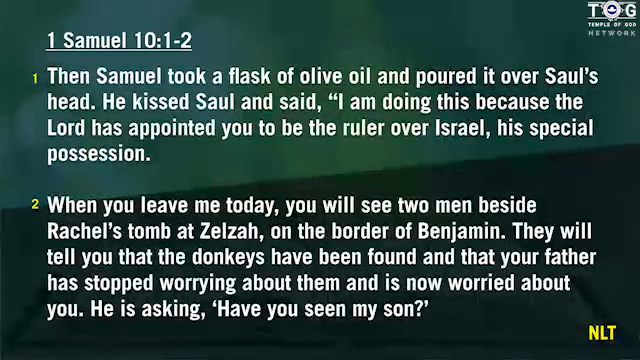 TOG
TEMPLE OF GOD
NETWORK
1 Samuel 10:1-2
1 Then Samuel took a flask of olive oil and poured it over Saul’s
head. He kissed Saul and said, “I am doing this because the
Lord has appointed you to be the ruler over Israel, his special
possession.
2 When you leave me today, you will see two men beside
Rachel’s tomb at Zelzah, on the border of Benjamin. They will
tell you that the donkeys have been found and that your father
has stopped worrying about them and is now worried about
you. He is asking, ‘Have you seen my son?’
NLT